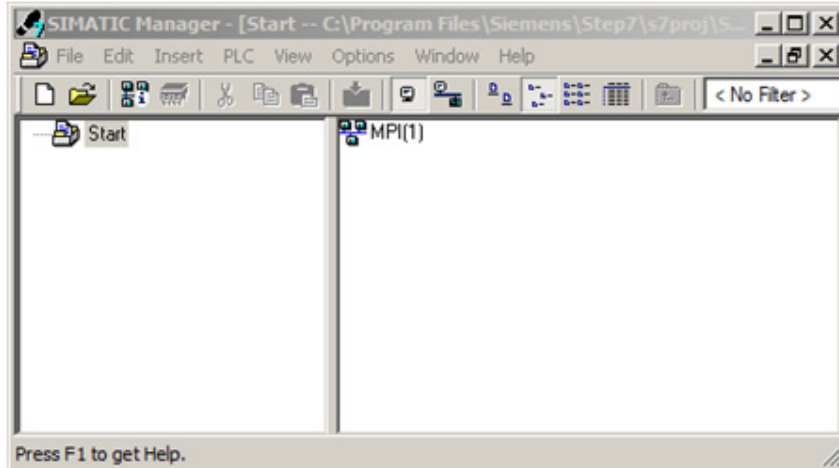 SIMATIC Manager - [Start -- C:\Program Files\Siemens\Step7\s7proj\S...
File Edit Insert PLC View Options Window Help
< No Filter >
Start
MPI(1)
Press F1 to get Help.